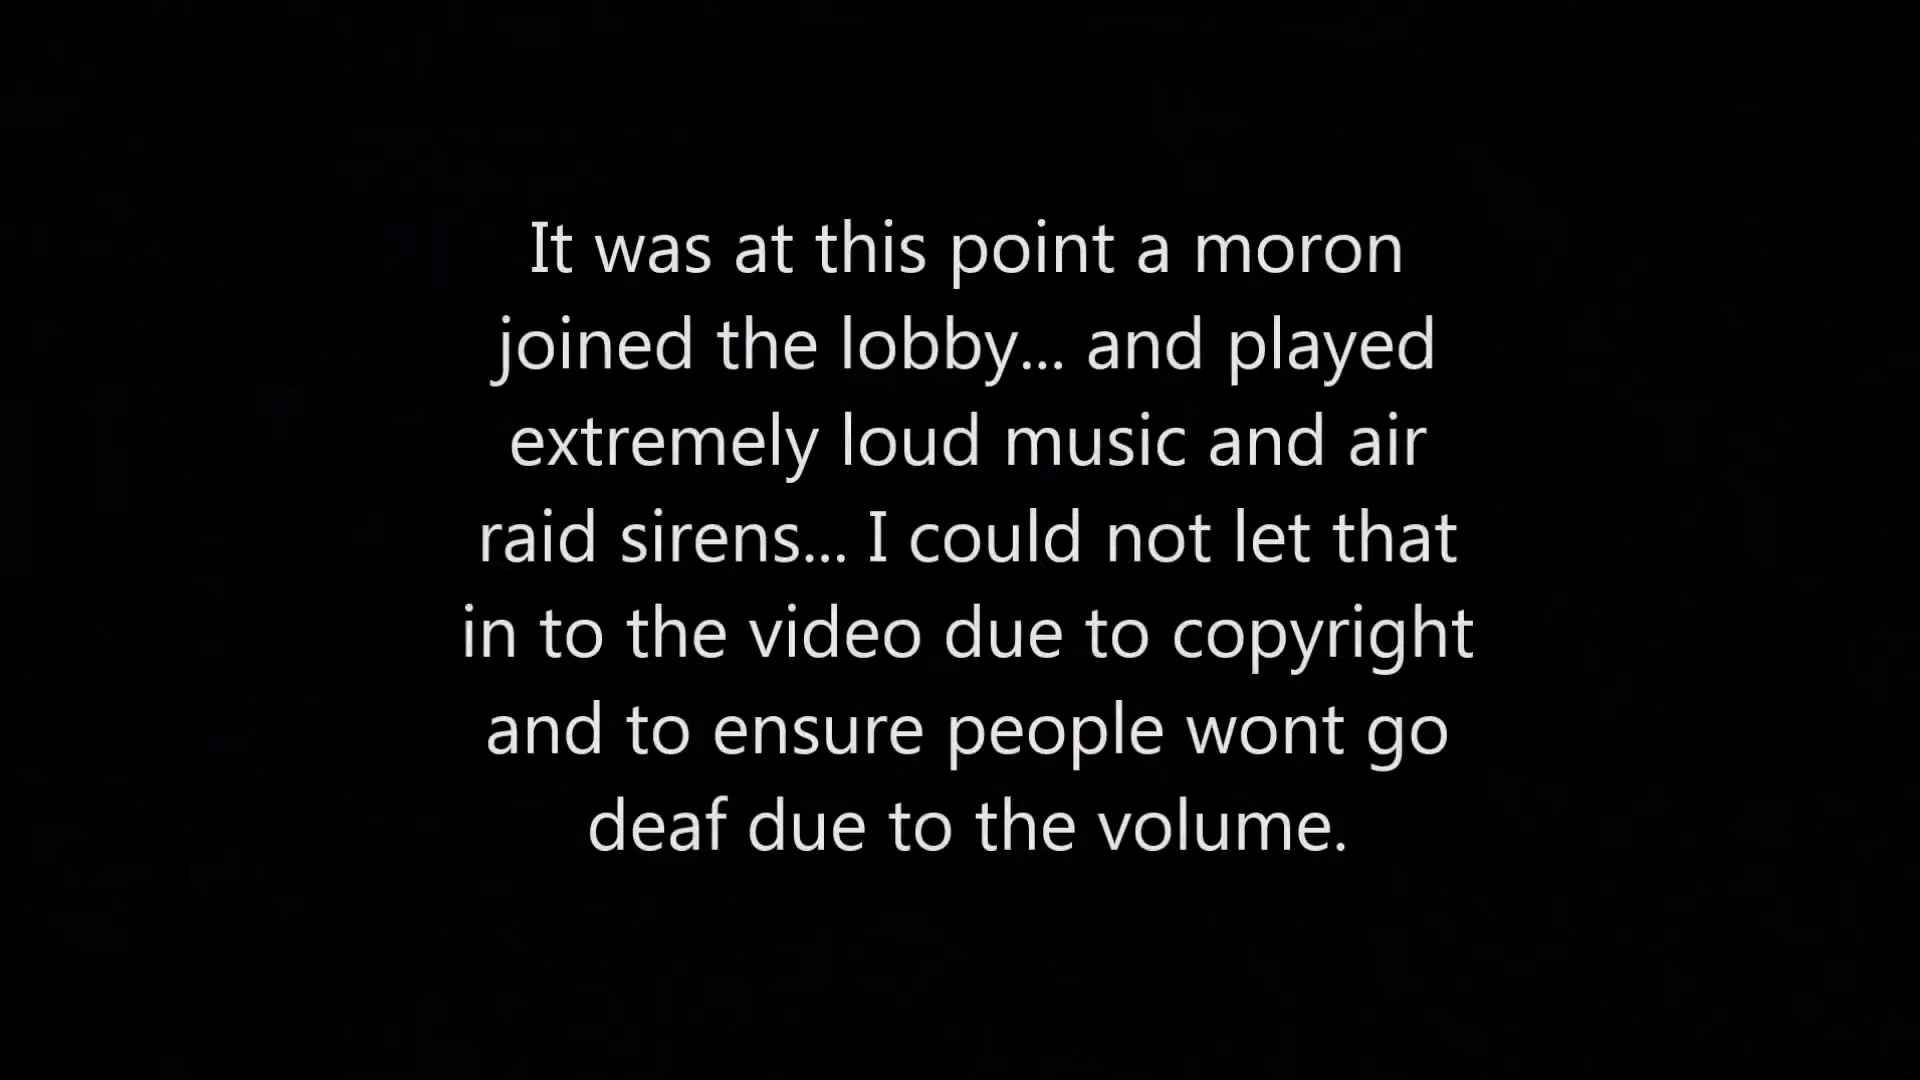 It was at this point a moron
joined the lobby... and played
extremely loud music and air
raid sirens... I could not let that
in to the video due to copyright
and to ensure people wont go
deaf due to the volume.